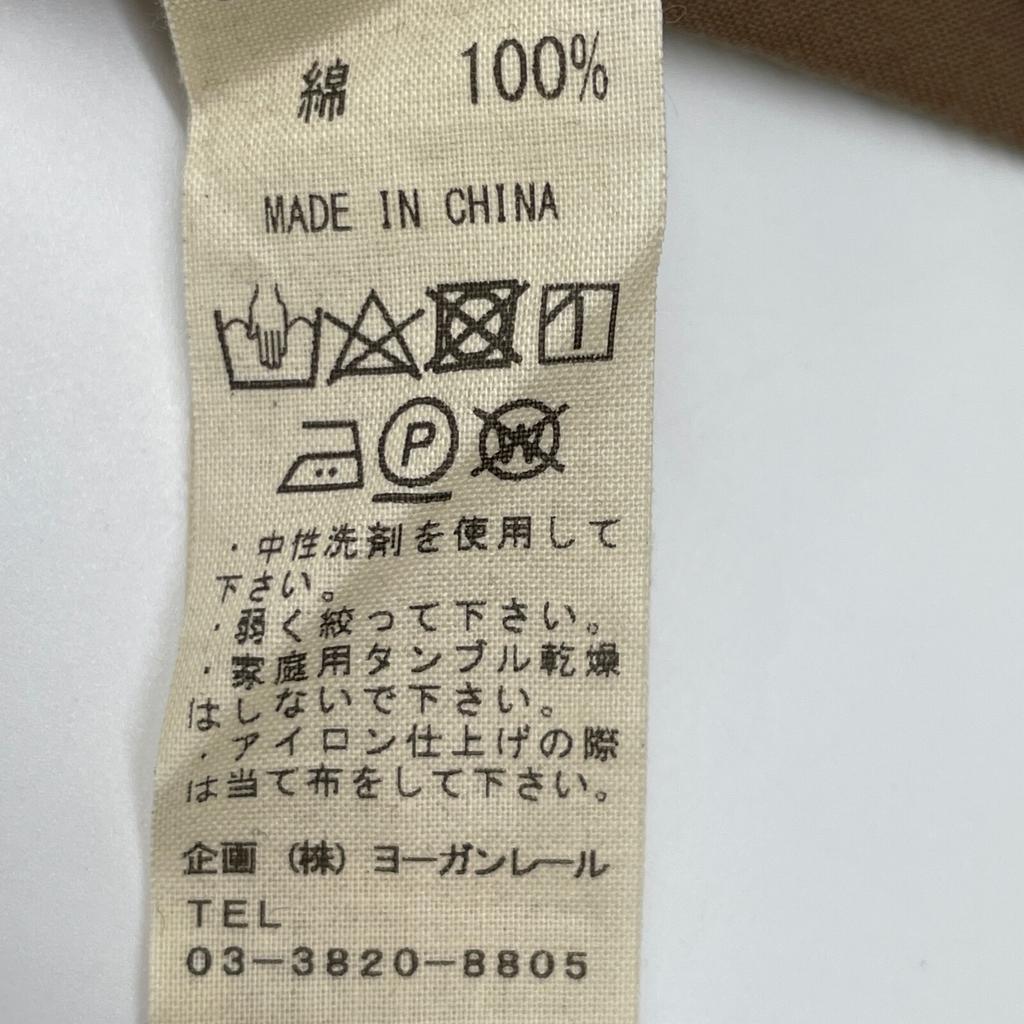 綿 100%
MADE IN CHINA
P
W
・中性洗剤を使用して
下さい。
・弱く絞って下さい。
・家庭用タンブル乾燥
はしないで下さい。
・アイロン仕上げの際
は当て布をして下さい。
企画 (株) ヨーガンレール
TEL
03-3820-8805